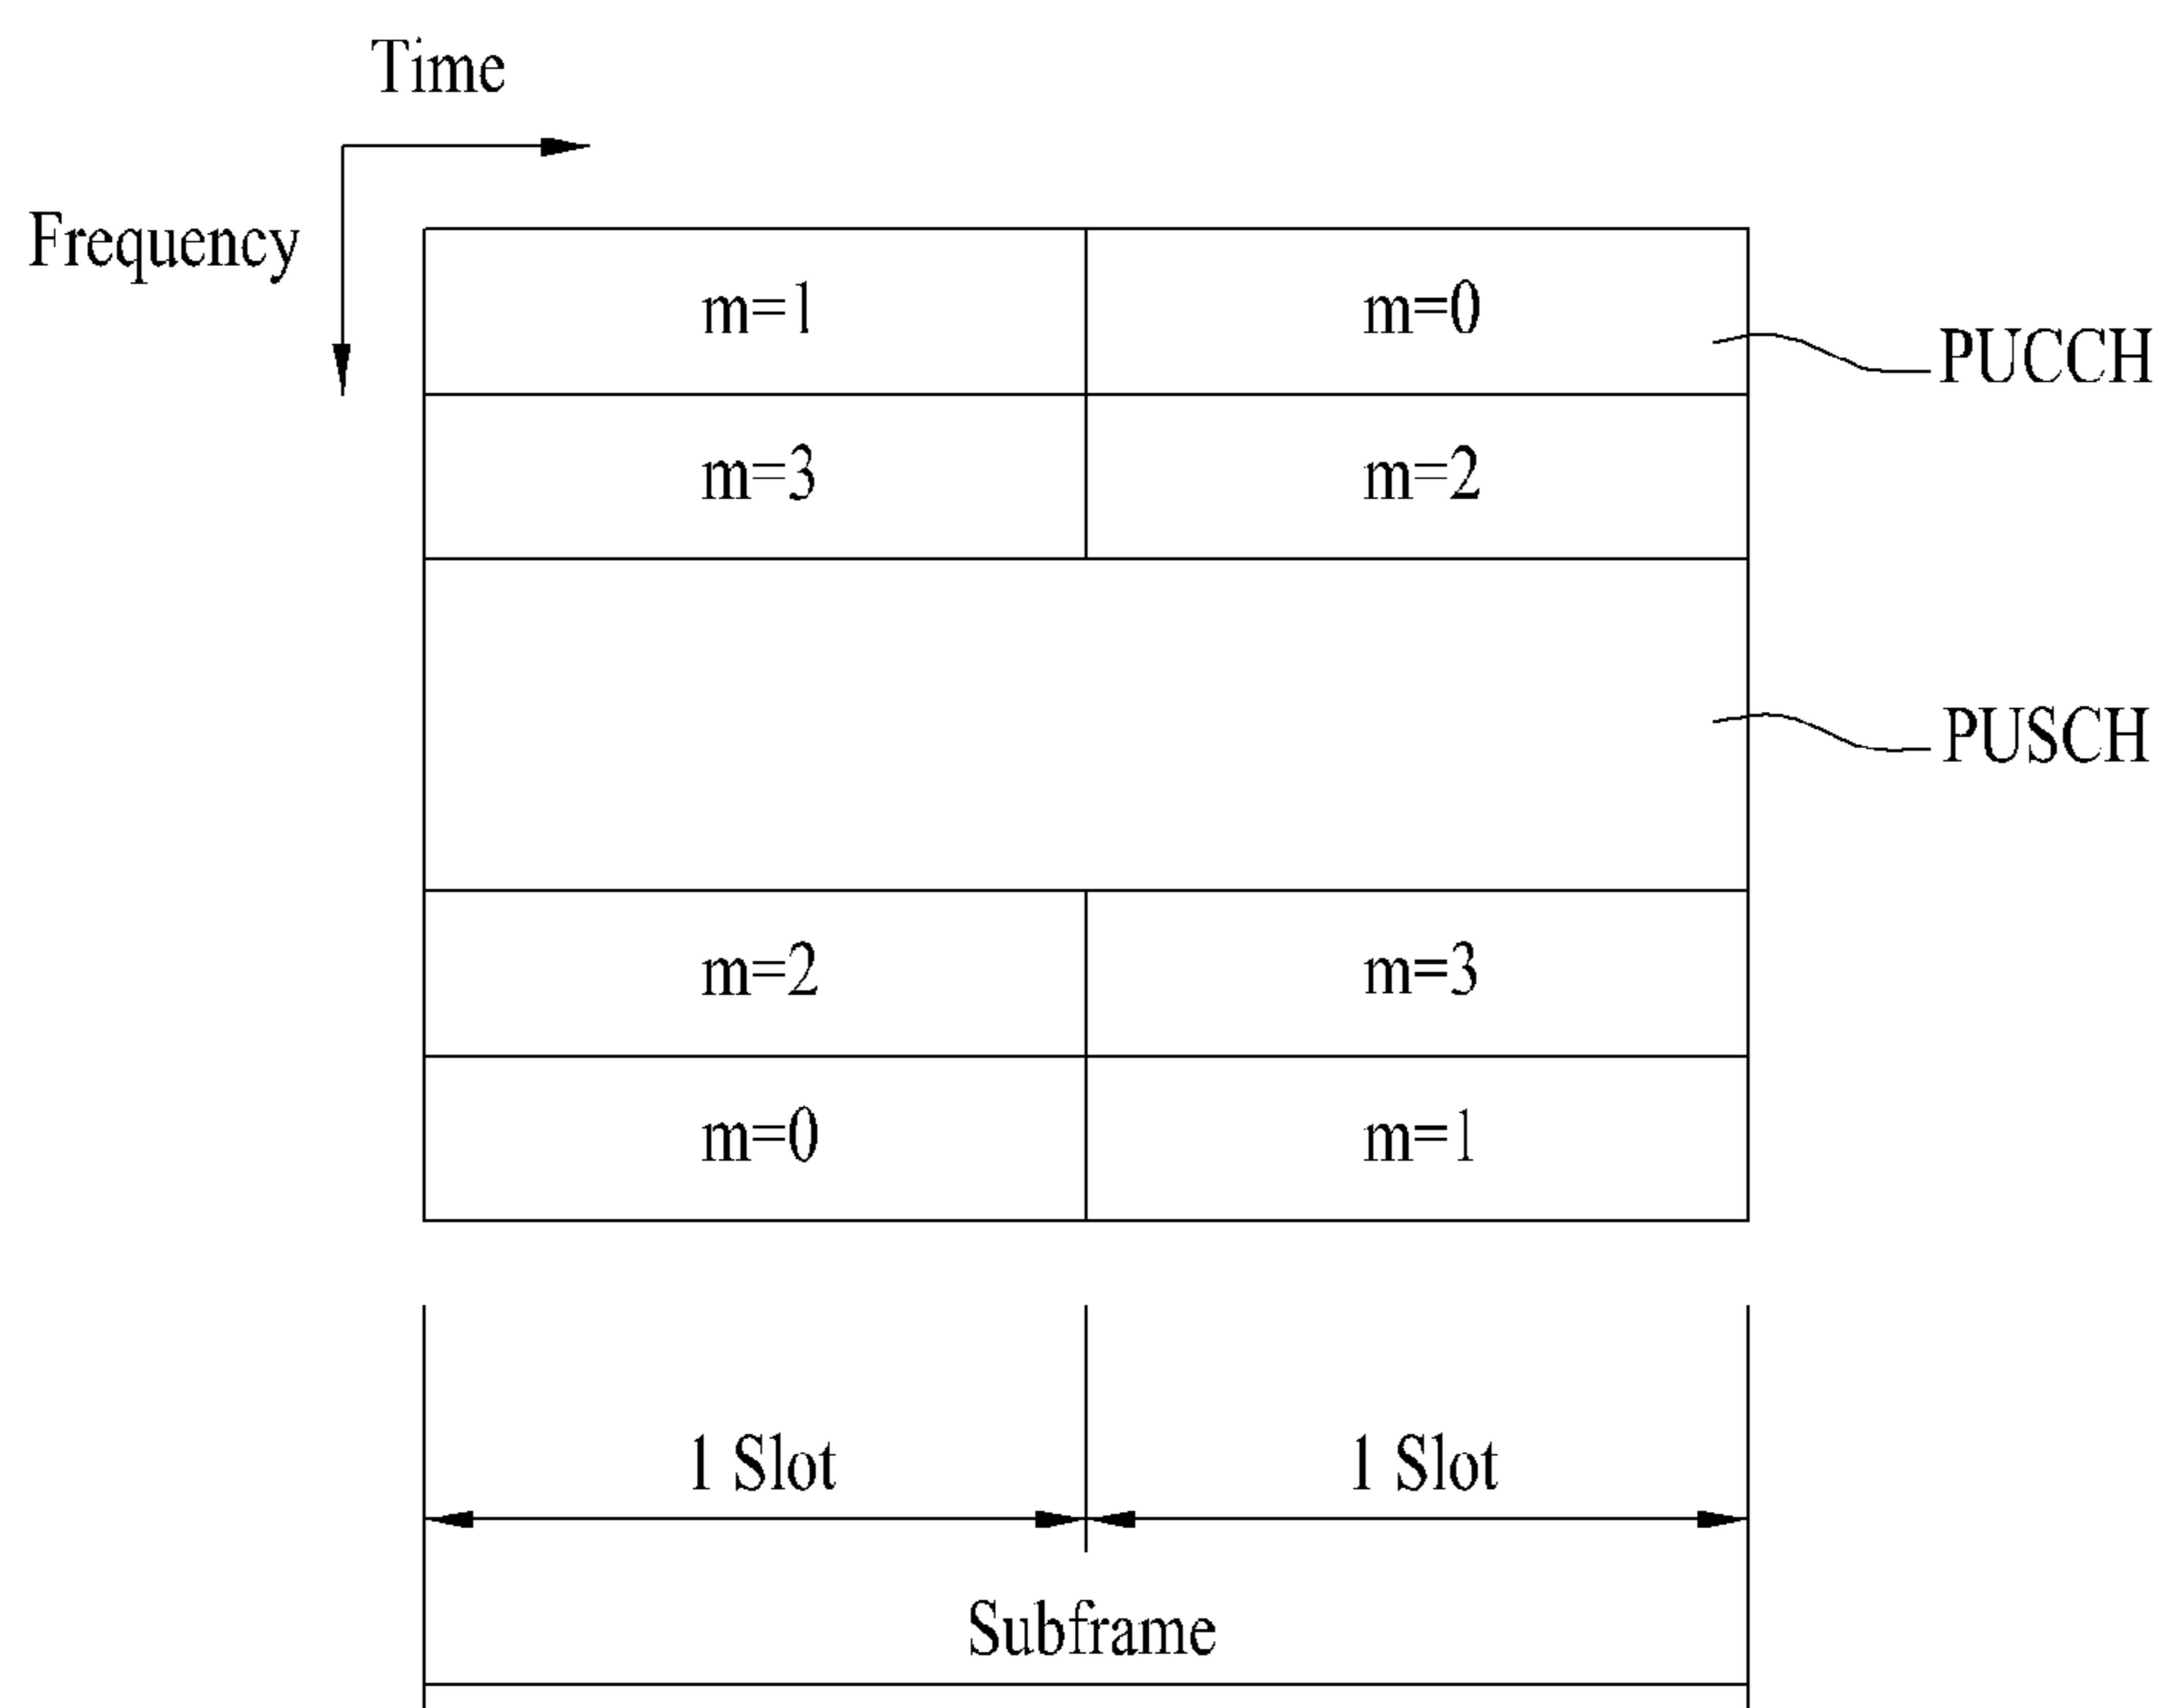 Time
Frequency
m=1 m=0
PUCCH
m=3 m=2
PUSCH
m=2 m=3
m=0 m=1
1 Slot 1 Slot
Subframe